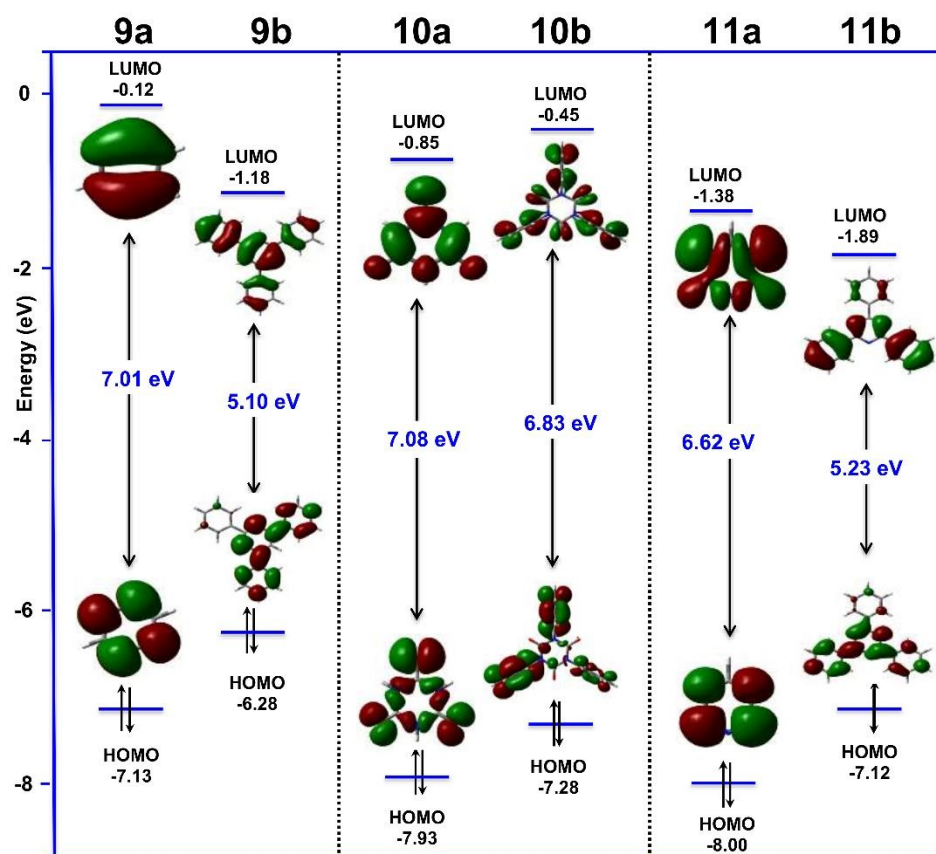 9a 9b 10a 10b 11a 11b
Energy (eV)
0
-2
-4
-6
-8
LUMO
-0.12
7.01 eV
HOMO
-7.13
LUMO
-1.18
5.10 eV
HOMO
-6.28
LUMO
-0.85
7.08 eV
HOMO
-7.93
LUMO
-0.45
6.83 eV
HOMO
-7.28
LUMO
-1.38
6.62 eV
HOMO
-8.00
LUMO
-1.89
5.23 eV
HOMO
-7.12